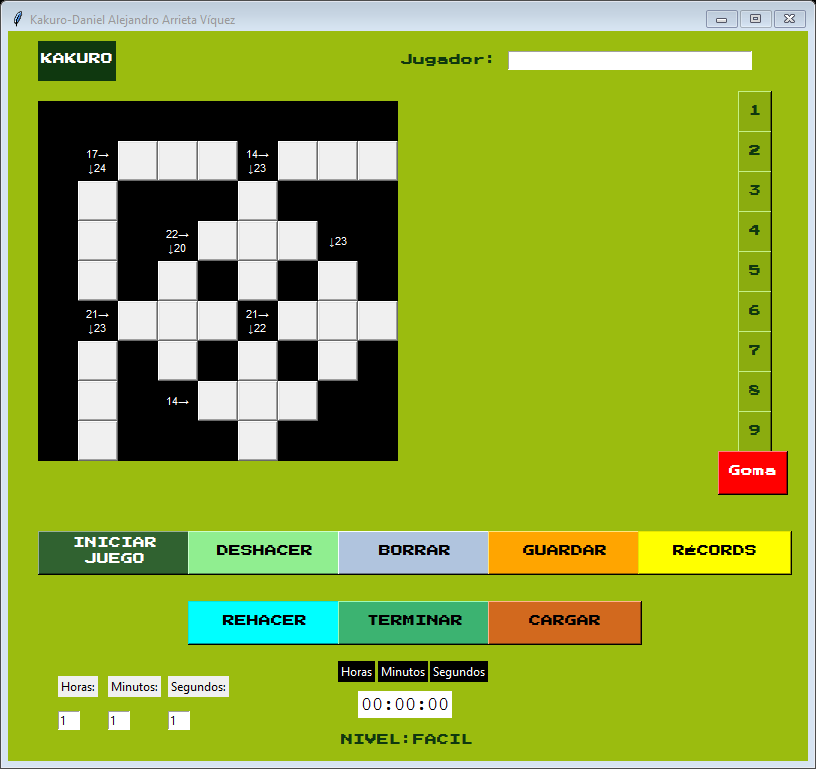 Kakuro-Daniel Alejandro Arrieta Víquez
KAKURO
Jugador:
1
2
3
4
5
6
7
8
9
Goma
17→ 14→
↓24 ↓23
22→
↓20
↓23
21→ 21→
↓23 ↓22
14→
INICIAR
JUEGO
DESHACER
BORRAR
GUARDAR
RéCORDS
REHACER
TERMINAR
CARGAR
Horas: Minutos: Segundos:
1 1 1
Horas Minutos Segundos
00:00:00
NIVEL:FACIL